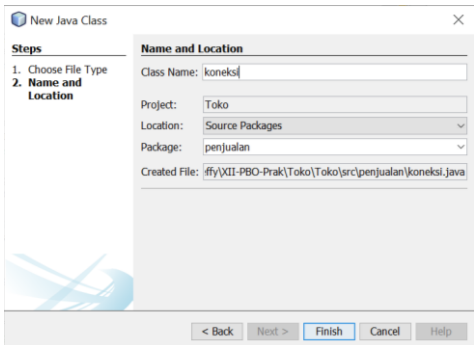 New Java Class
Steps
1. Choose File Type
2. Name and
Location
Name and Location
Class Name: koneksi
Project: Toko
Location: Source Packages
Package: penjualan
Created File: ffy\XII-PBO-Prak\Toko\Toko\src\penjualan\koneksi.java
< Back Next > Finish Cancel Help